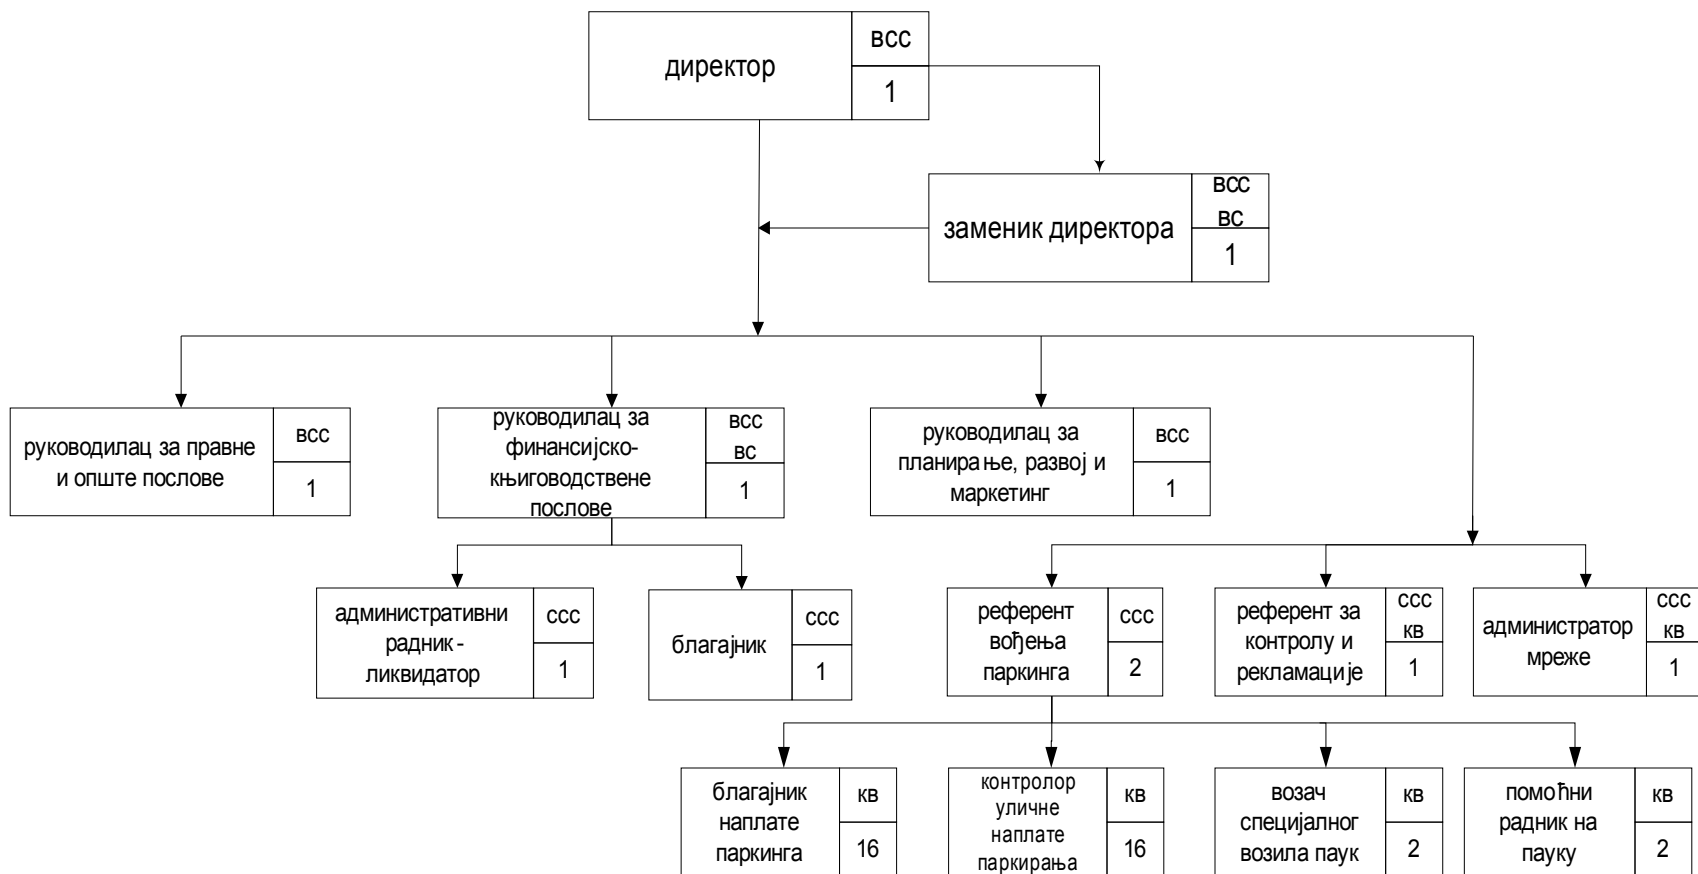 директор
всс
1
заменик директора
всс
вс
1
руководилац за правне
и опште послове
всс
1
руководилац за
финансијско-
књиговодствене
послове
всс
вс
1
руководилац за
планирање, развој и
маркетинг
всс
1
административни
радник -
ликвидатор
ссс
1
благајник
ссс
1
референт
вођења
паркинга
ссс
2
референт за
контролу и
рекламације
ссс
кв
1
администратор
мреже
ссс
кв
1
благајник
наплате
паркинга
кв
16
контролор
уличне
наплате
паркирања
кв
16
возач
специјалног
возила паук
кв
2
помоћни
радник на
пауку
кв
2